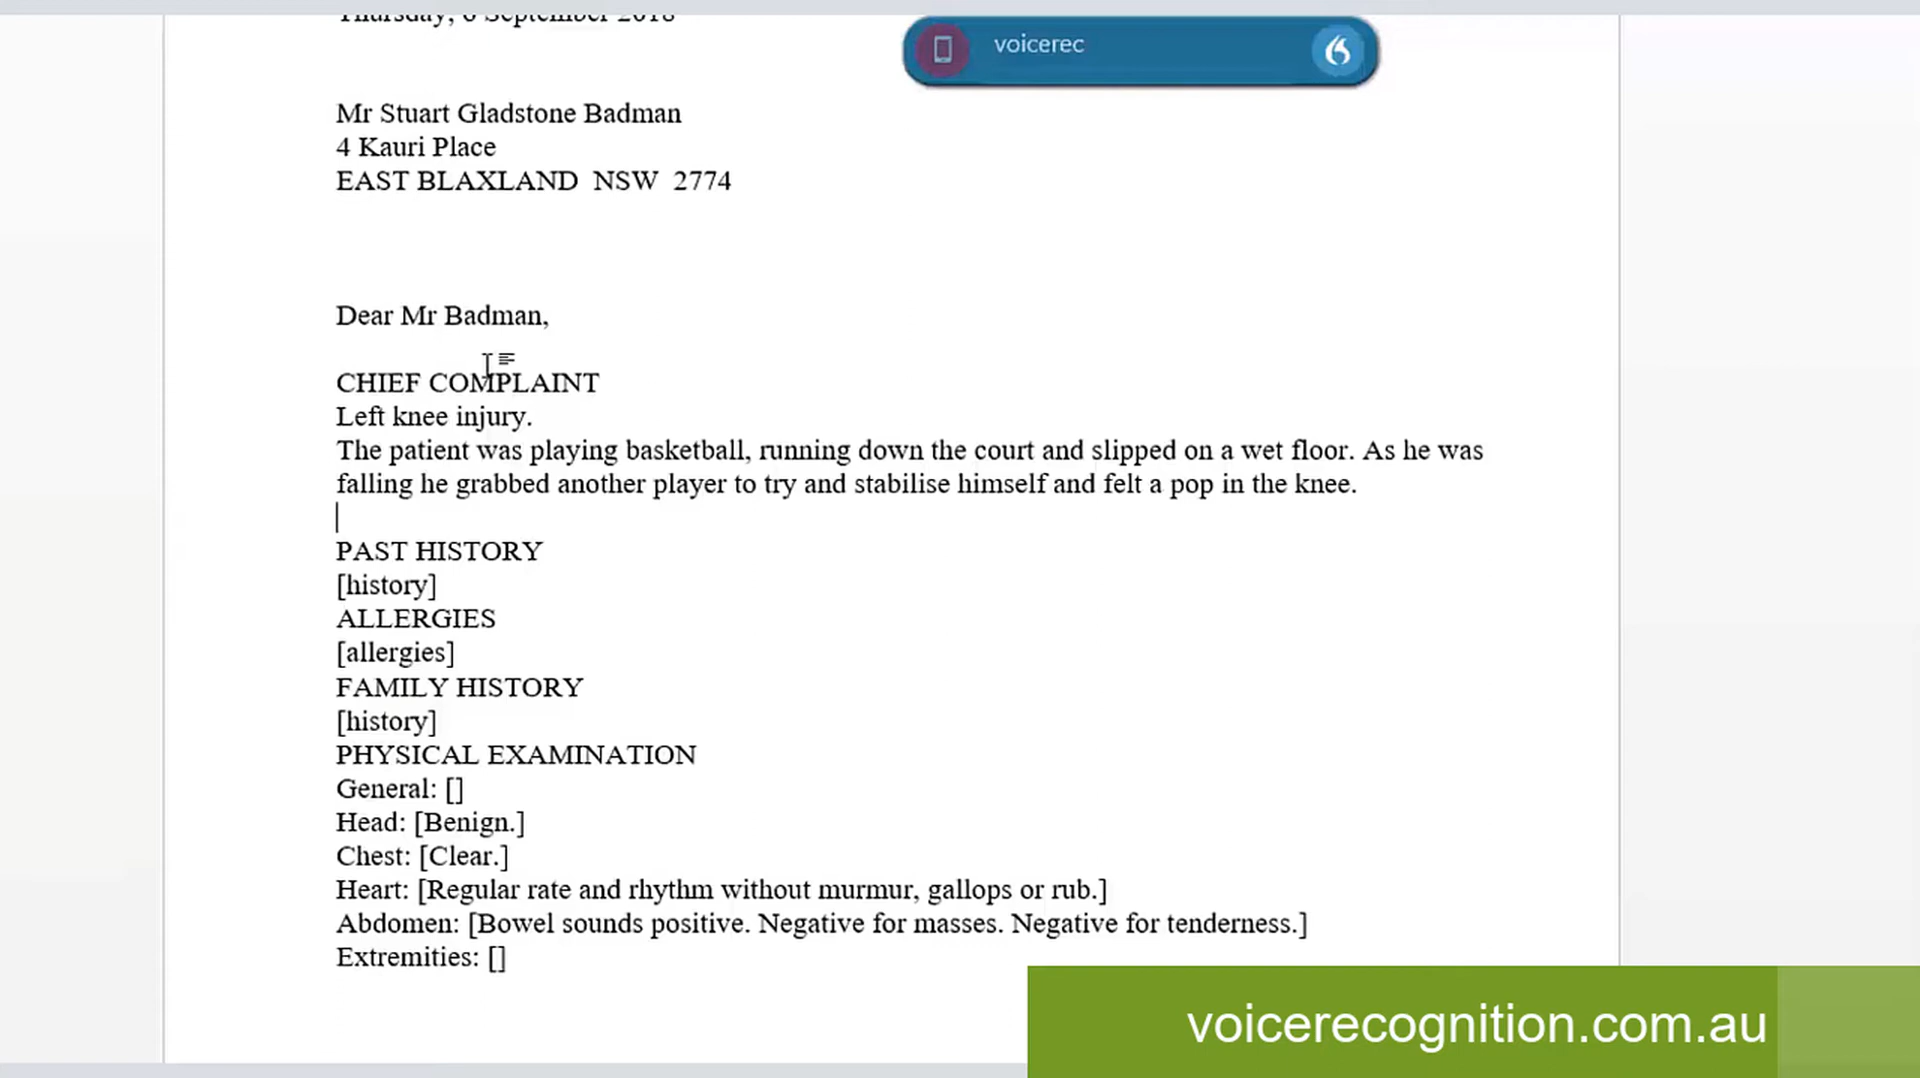 Thursday, 6 September 2018
voicerec
Mr Stuart Gladstone Badman
4 Kauri Place
EAST BLAXLAND  NSW  2774
Dear Mr Badman,
CHIEF COMPLAINT
Left knee injury.
The patient was playing basketball, running down the court and slipped on a wet floor. As he was
falling he grabbed another player to try and stabilise himself and felt a pop in the knee.
PAST HISTORY
[history]
ALLERGIES
[allergies]
FAMILY HISTORY
[history]
PHYSICAL EXAMINATION
General: []
Head: [Benign.]
Chest: [Clear.]
Heart: [Regular rate and rhythm without murmur, gallops or rub.]
Abdomen: [Bowel sounds positive. Negative for masses. Negative for tenderness.]
Extremities: []
voicerecognition.com.au